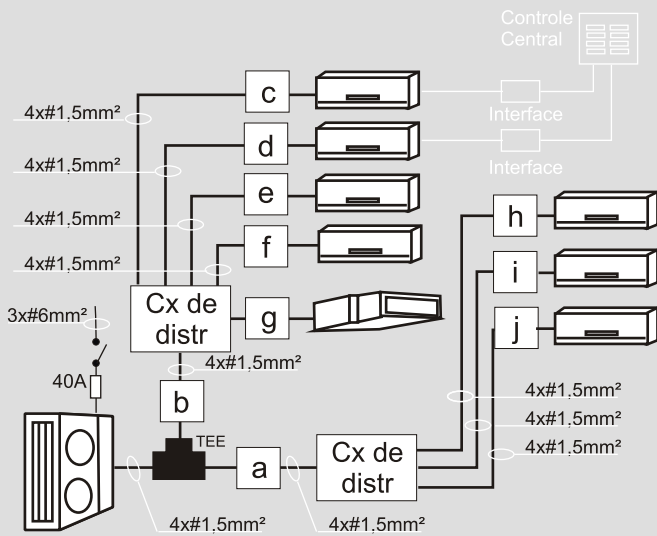 Controle
Central
Interface
Interface
c
d
e
f
g
h
i
j
4x#1,5mm²
4x#1,5mm²
4x#1,5mm²
4x#1,5mm²
Cx de
distr
3x#6mm²
40A
4x#1,5mm²
b
TEE
a
Cx de
distr
4x#1,5mm²
4x#1,5mm²
4x#1,5mm²
4x#1,5mm²
4x#1,5mm²